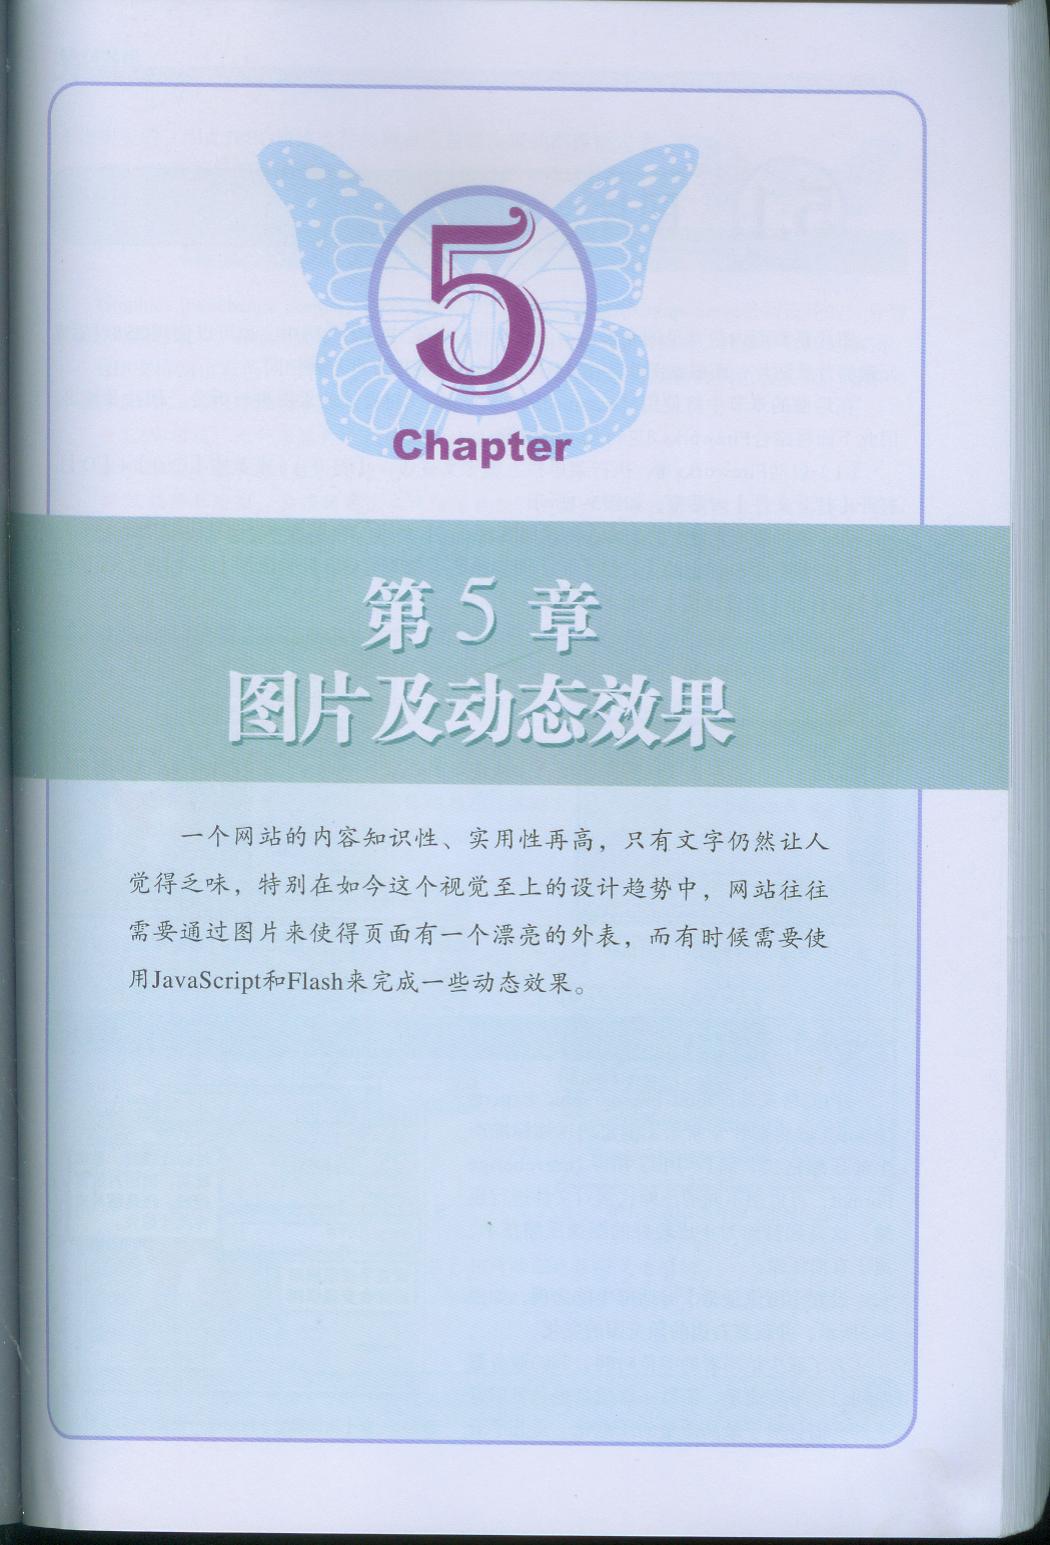 5
Chapter
第 5 章
图片及动态效果
一个网站的内容知识性、实用性再高，只有文字仍然让人
觉得乏味，特别在如今这个视觉至上的设计趋势中，网站往往
需要通过图片来使得页面有一个漂亮的外表，而有时候需要使
用JavaScript和Flash来完成一些动态效果。